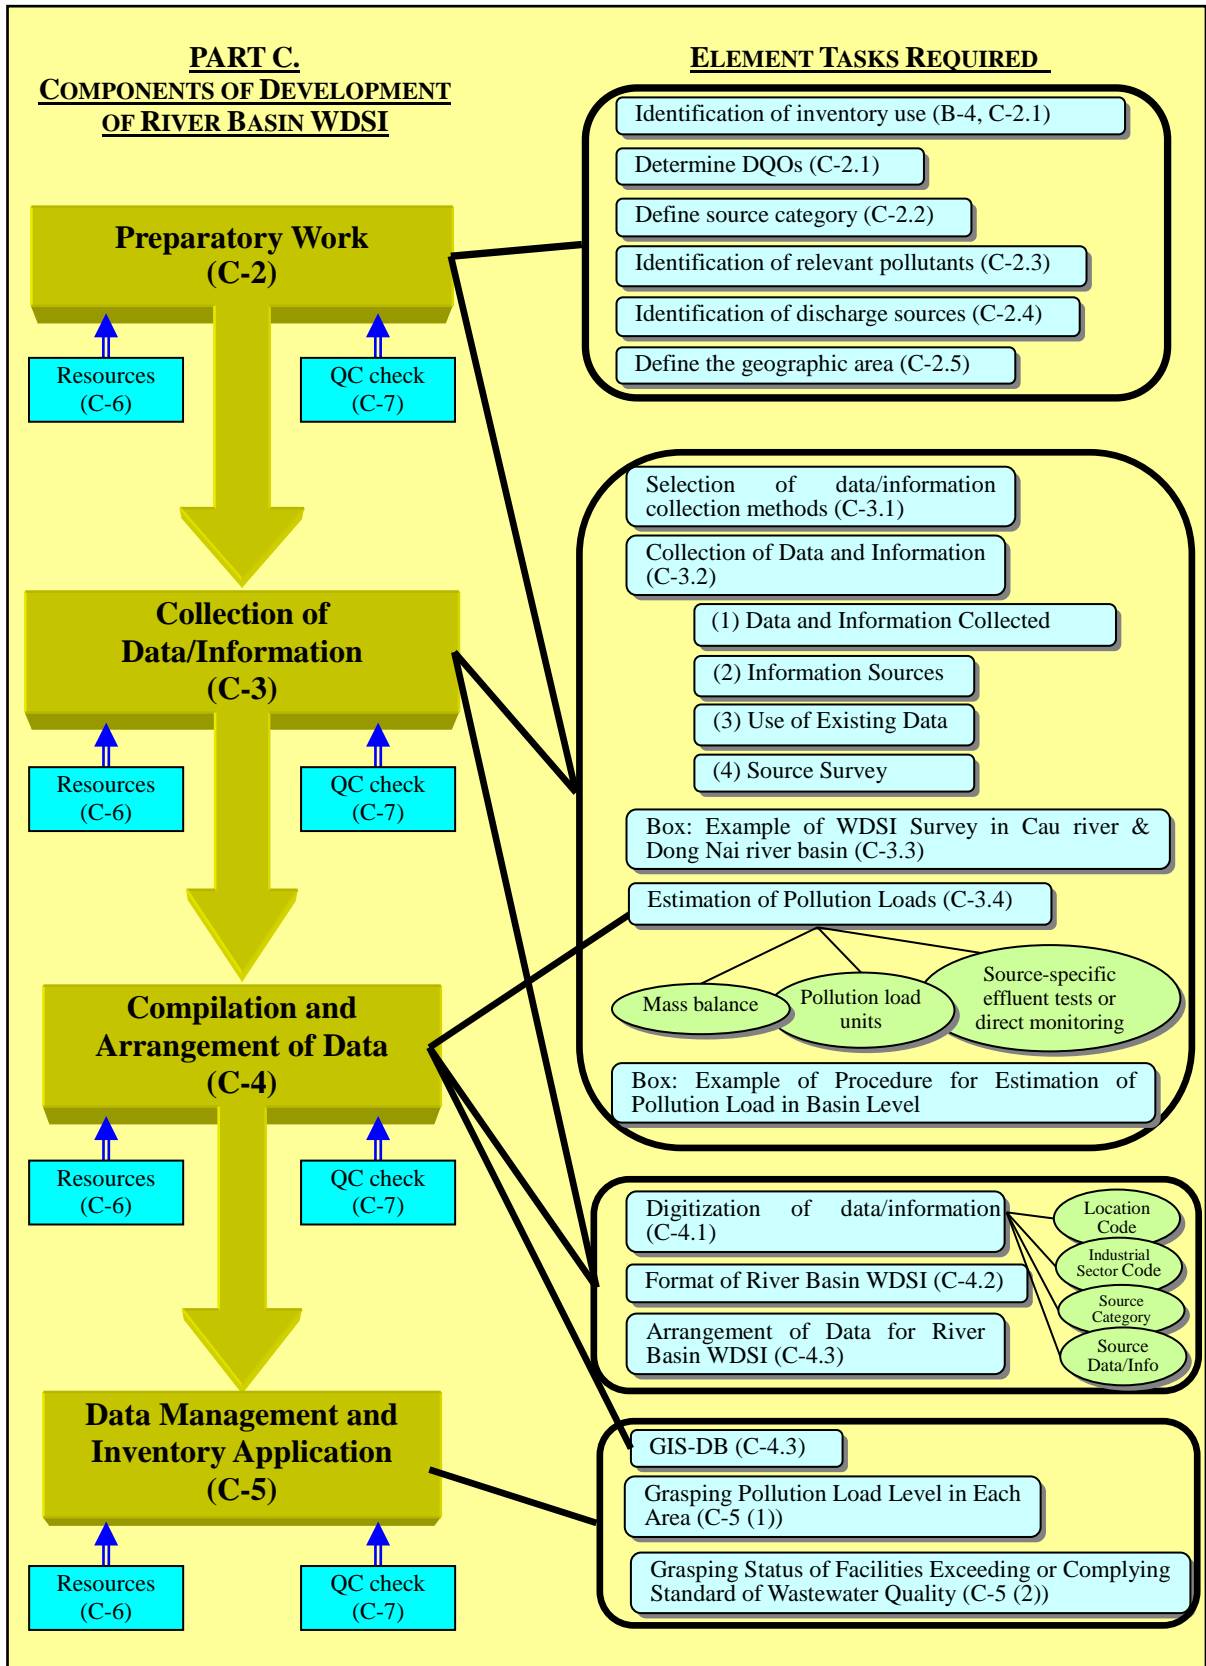 PART C.
COMPONENTS OF DEVELOPMENT
OF RIVER BASIN WDSI
Preparatory Work
(C-2)
Resources
(C-6)
QC check
(C-7)
Collection of
Data/Information
(C-3)
Resources
(C-6)
QC check
(C-7)
Compilation and
Arrangement of Data
(C-4)
Resources
(C-6)
QC check
(C-7)
Data Management and
Inventory Application
(C-5)
Resources
(C-6)
QC check
(C-7)
ELEMENT TASKS REQUIRED
Identification of inventory use (B-4, C-2.1)
Determine DQOs (C-2.1)
Define source category (C-2.2)
Identification of relevant pollutants (C-2.3)
Identification of discharge sources (C-2.4)
Define the geographic area (C-2.5)
Selection of data/information
collection methods (C-3.1)
Collection of Data and Information
(C-3.2)
(1) Data and Information Collected
(2) Information Sources
(3) Use of Existing Data
(4) Source Survey
Box: Example of WDSI Survey in Cau river &
Dong Nai river basin (C-3.3)
Estimation of Pollution Loads (C-3.4)
Mass balance
Pollution load
units
Source-specific
effluent tests or
direct monitoring
Box: Example of Procedure for Estimation of
Pollution Load in Basin Level
Digitization of data/information
(C-4.1)
Format of River Basin WDSI (C-4.2)
Arrangement of Data for River
Basin WDSI (C-4.3)
Location
Code
Industrial
Sector Code
Source
Category
Source
Data/Info
GIS-DB (C-4.3)
Grasping Pollution Load Level in Each
Area (C-5 (1))
Grasping Status of Facilities Exceeding or Complying
Standard of Wastewater Quality (C-5 (2))